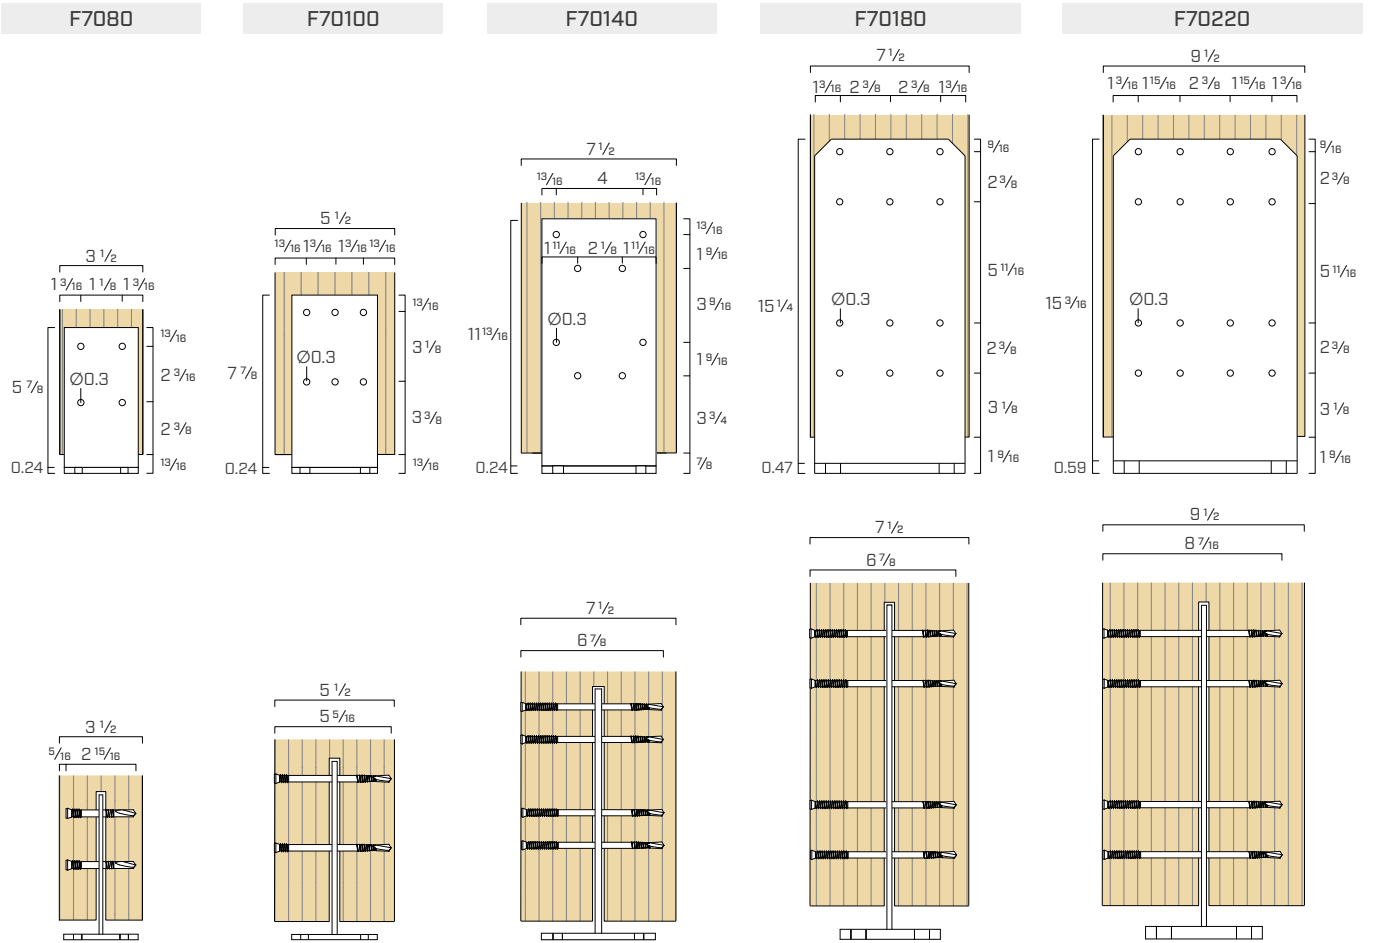 F7080
F70100
F70140
F70180
F70220
3 ½
1 3⁄16 1 1⁄8 1 3⁄16
5 7⁄8
0.24
Ø0.3
13⁄16
2 3⁄16
2 3⁄8
13⁄16
5 ½
13⁄16 13⁄16 13⁄16 13⁄16
7 7⁄8
0.24
Ø0.3
13⁄16
3 1⁄8
3 3⁄8
13⁄16
7 ½
13⁄16 4 13⁄16
1 11⁄16 2 1⁄8 1 11⁄16
11 13⁄16
0.24
Ø0.3
13⁄16
1 9⁄16
3 9⁄16
1 9⁄16
3 3⁄4
7⁄8
7 ½
1 3⁄16 2 3⁄8 2 3⁄8 1 3⁄16
15 1⁄4
0.47
Ø0.3
9⁄16
2 3⁄8
5 11⁄16
2 3⁄8
3 1⁄8
1 9⁄16
9 ½
1 3⁄16 1 15⁄16 2 3⁄8 1 15⁄16 1 3⁄16
15 3⁄16
0.59
Ø0.3
9⁄16
2 3⁄8
5 11⁄16
2 3⁄8
3 1⁄8
1 9⁄16
3 ½
5⁄16 2 15⁄16
5 ½
5 5⁄16
7 ½
6 7⁄8
7 ½
6 7⁄8
9 ½
8 7⁄16